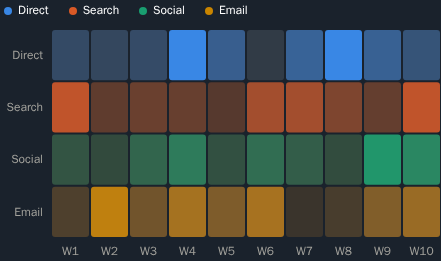 Direct Search Social Email
Direct
Search
Social
Email
W1 W2 W3 W4 W5 W6 W7 W8 W9 W10